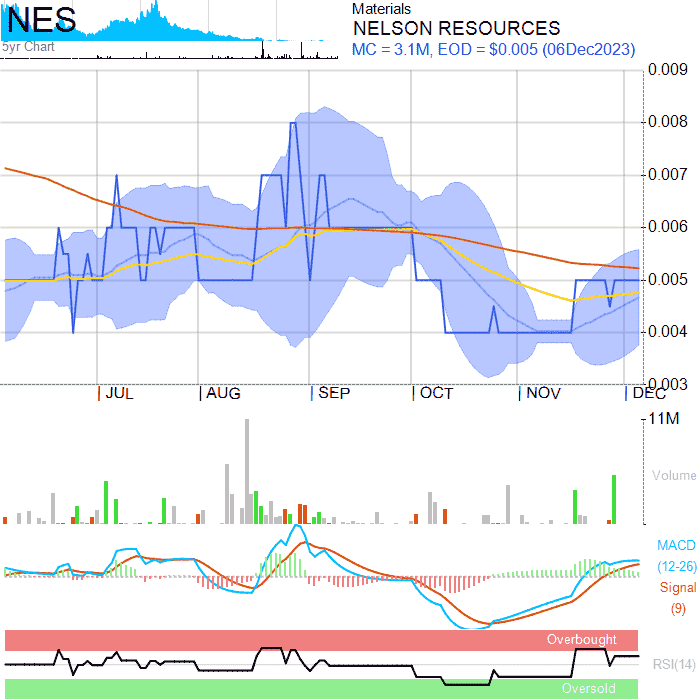 NES
5yr Chart
Materials
NELSON RESOURCES
MC = 3.1M, EOD = $0.005 (06Dec2023)
0.009
0.008
0.007
0.006
0.005
0.004
0.003
JUL AUG SEP OCT NOV DEC
11M
Volume
MACD
(12-26)
Signal
(9)
Overbought
RSI(14)
Oversold